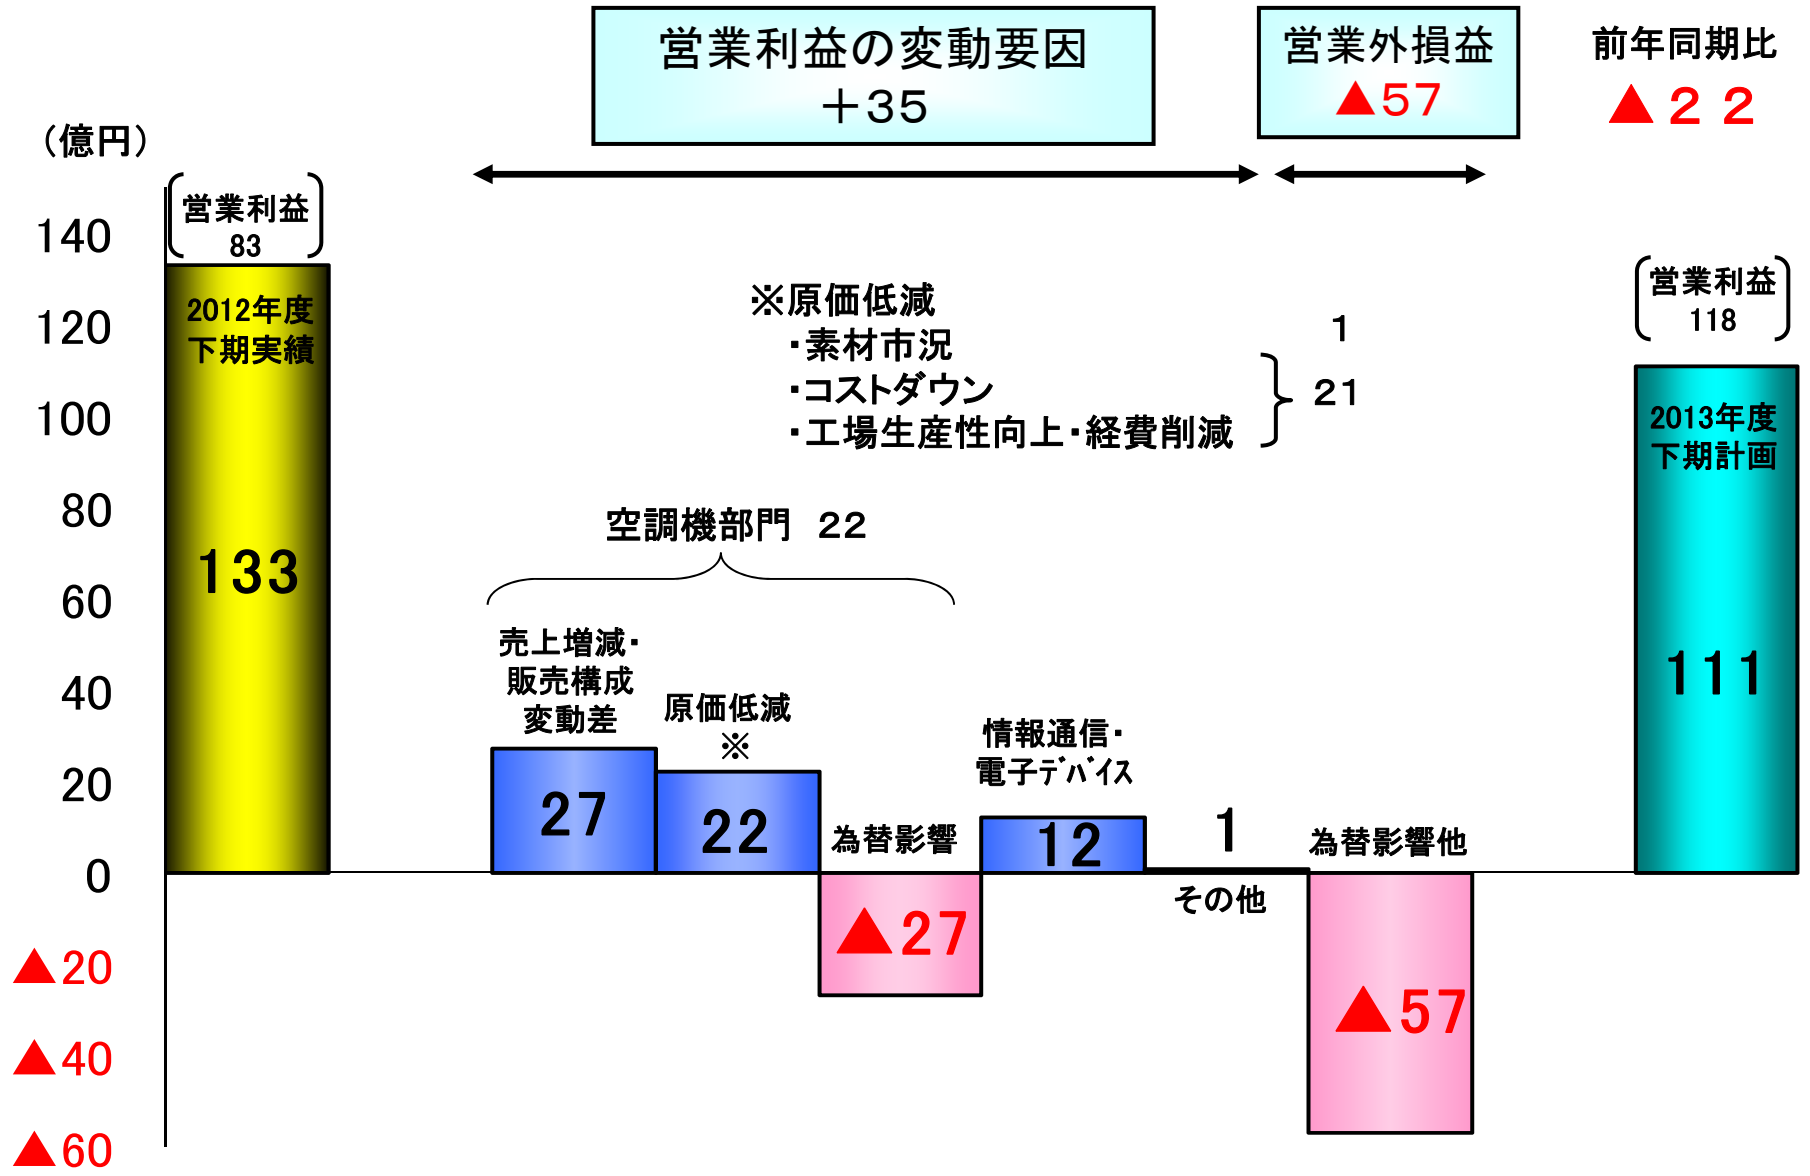 営業利益の変動要因
＋35
営業外損益
▲57
前年同期比
▲２２
（億円）
営業利益
83
140
120
100
80
60
40
20
0
▲20
▲40
▲60
2012年度
下期実績
133
※原価低減
・素材市況
1
・コストダウン
21
・工場生産性向上・経費削減
空調機部門 22
売上増減・
販売構成
変動差
27
原価低減
※
22
為替影響
▲27
情報通信・
電子ﾃﾞﾊﾞｲｽ
12
1
その他
為替影響他
▲57
営業利益
118
2013年度
下期計画
111